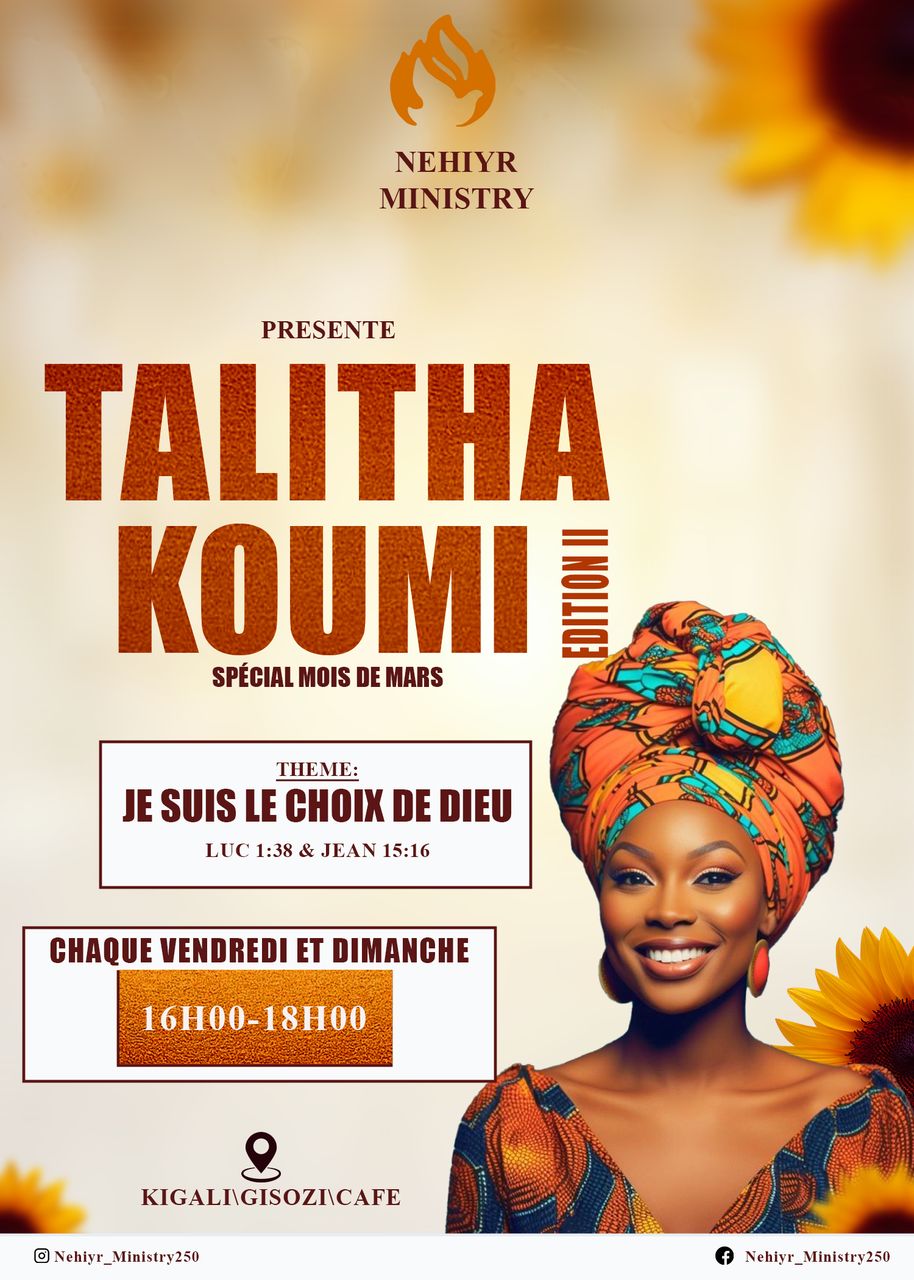 NEHIYR
MINISTRY
PRESENTE
TALITHA
KOUMI
EDITION II
SPÉCIAL MOIS DE MARS
THEME:
JE SUIS LE CHOIX DE DIEU
LUC 1:38 & JEAN 15:16
CHAQUE VENDREDI ET DIMANCHE
16H00-18H00
KIGALI\GISOZI\CAFE
Nehiyr_Ministry250
Nehiyr_Ministry250